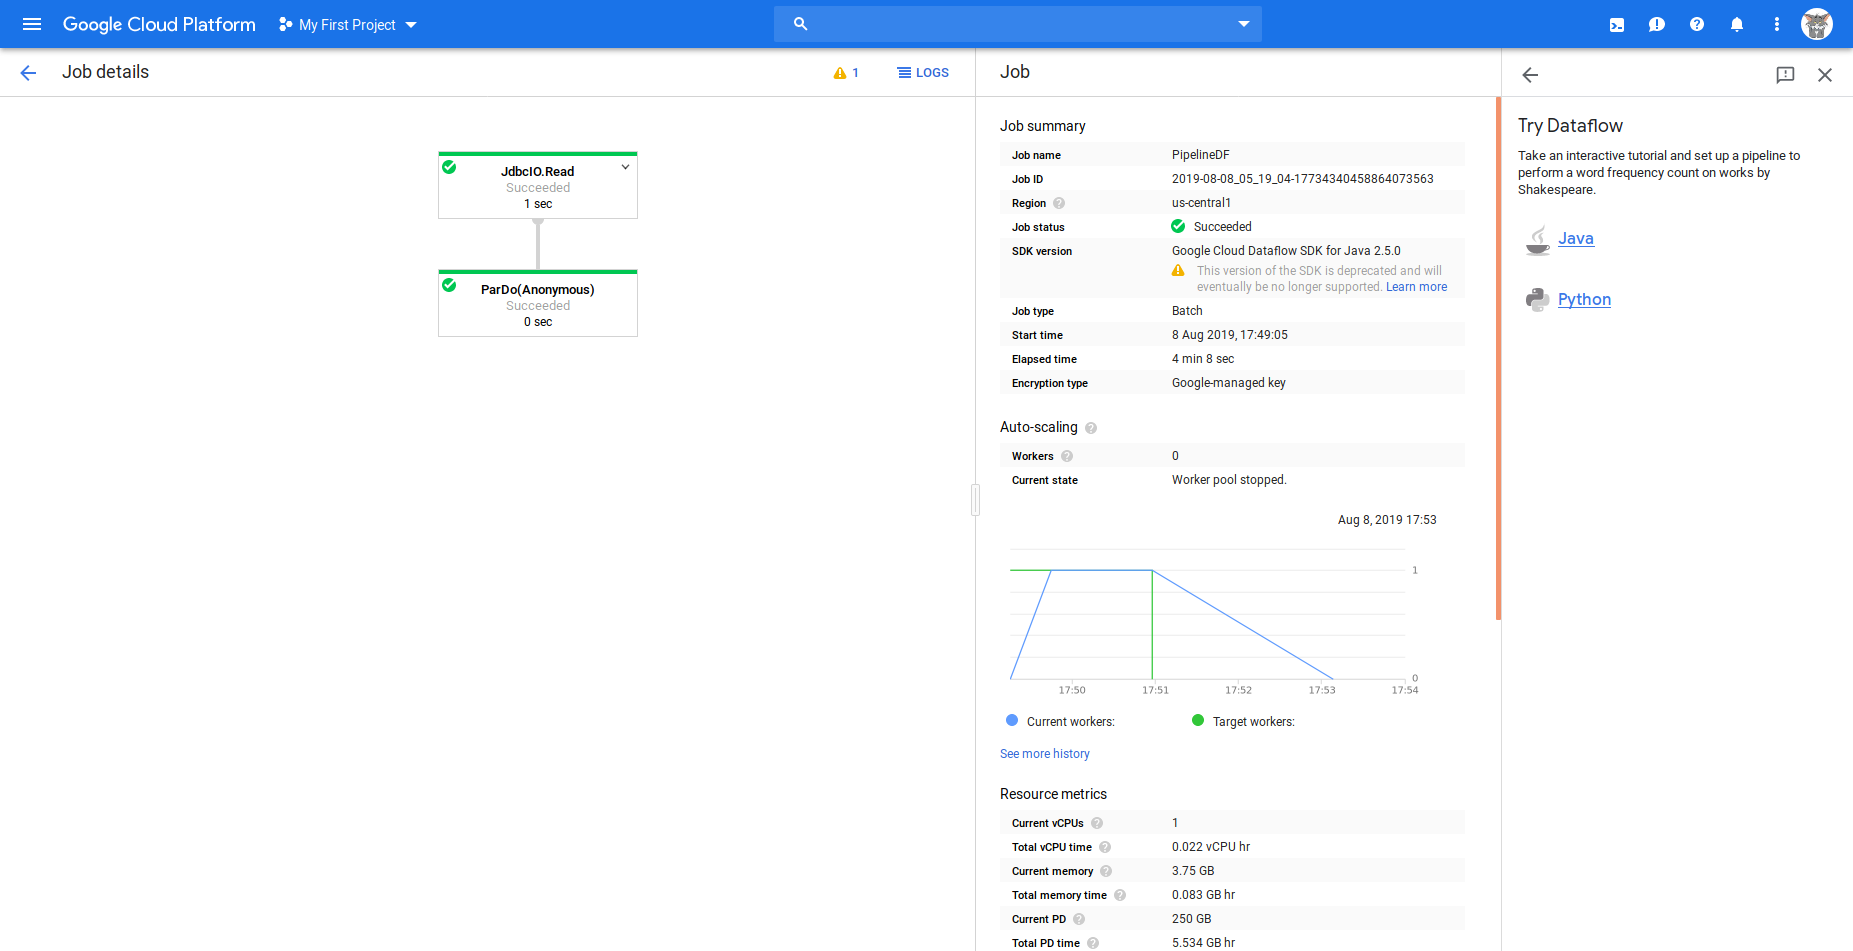 Google Cloud Platform
My First Project
Job details
1
LOGS
JdbcIO.Read
Succeeded
1 sec
ParDo(Anonymous)
Succeeded
0 sec
Job
Job summary
Job name PipelineDF
Job ID 2019-08-08_05_19_04-17734340458864073563
Region us-central1
Job status Succeeded
SDK version Google Cloud Dataflow SDK for Java 2.5.0
This version of the SDK is deprecated and will
eventually be no longer supported. Learn more
Job type Batch
Start time 8 Aug 2019, 17:49:05
Elapsed time 4 min 8 sec
Encryption type Google-managed key
Auto-scaling
Workers 0
Current state Worker pool stopped.
Aug 8, 2019 17:53
1
0
17:50 17:51 17:52 17:53 17:54
Current workers: Target workers:
See more history
Resource metrics
Current vCPUs 1
Total vCPU time 0.022 vCPU hr
Current memory 3.75 GB
Total memory time 0.083 GB hr
Current PD 250 GB
Total PD time 5.534 GB hr
Try Dataflow
Take an interactive tutorial and set up a pipeline to
perform a word frequency count on works by
Shakespeare.
Java
Python